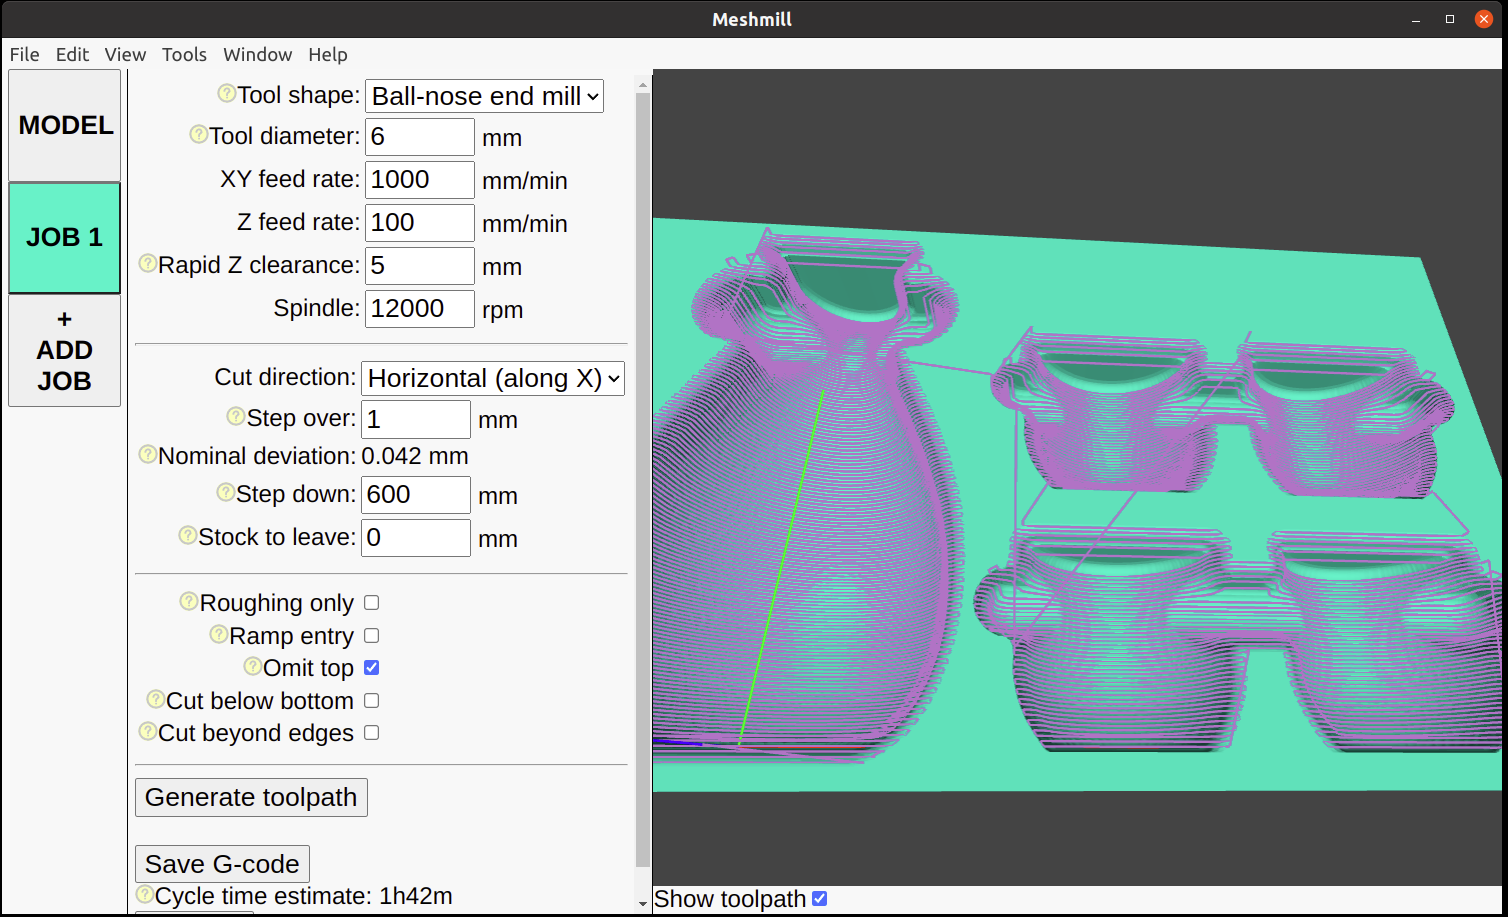 Meshmill
File Edit View Tools Window Help
MODEL
JOB 1
+
ADD
JOB
? Tool shape: Ball-nose end mill
? Tool diameter: 6 mm
XY feed rate: 1000 mm/min
Z feed rate: 100 mm/min
? Rapid Z clearance: 5 mm
Spindle: 12000 rpm
Cut direction: Horizontal (along X)
? Step over: 1 mm
? Nominal deviation: 0.042 mm
? Step down: 600 mm
? Stock to leave: 0 mm
? Roughing only
? Ramp entry
? Omit top
? Cut below bottom
? Cut beyond edges
Generate toolpath
Save G-code
? Cycle time estimate: 1h42m
Show toolpath